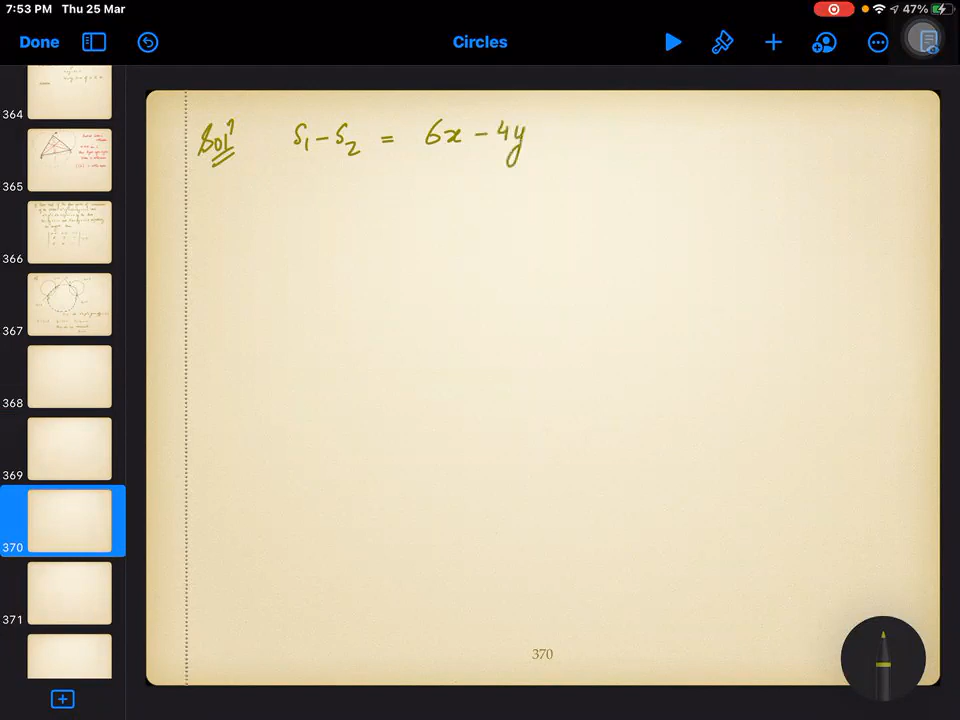 7:53 PM Thu 25 Mar
47%
Done
Circles
364
365
366
367
368
369
370
371
Solⁿ S₁ - S₂ = 6x - 4y
370